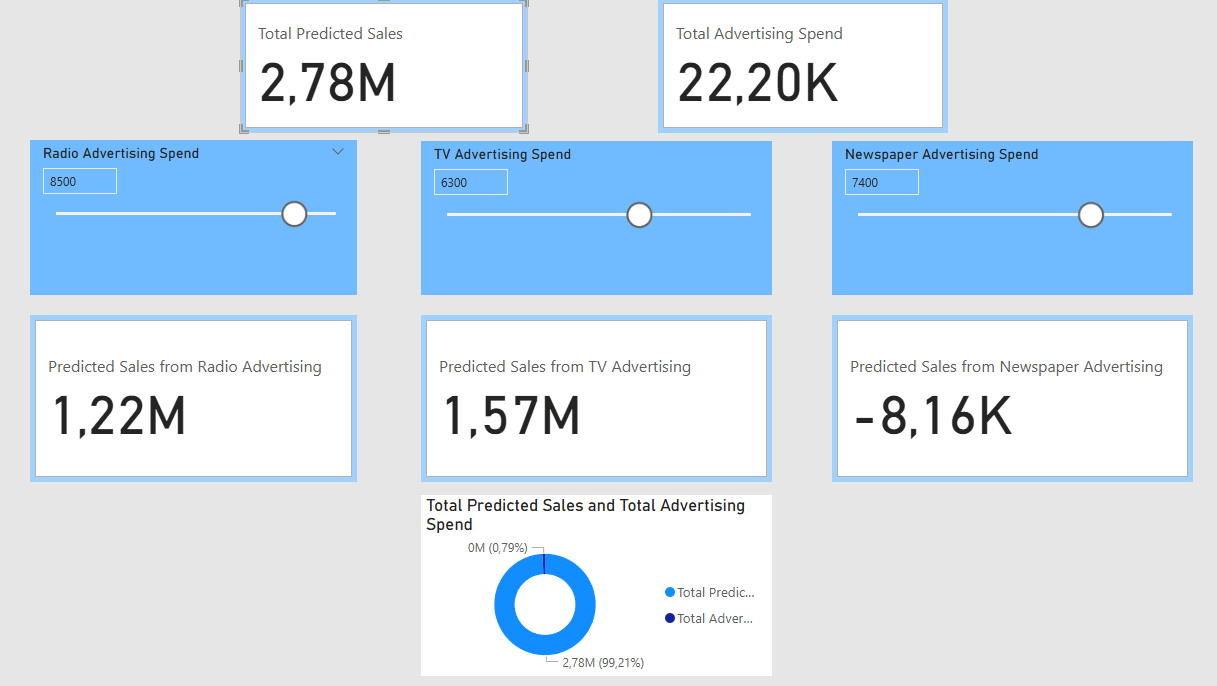 Total Predicted Sales
2,78M
Total Advertising Spend
22,20K
Radio Advertising Spend
8500
TV Advertising Spend
6300
Newspaper Advertising Spend
7400
Predicted Sales from Radio Advertising
1,22M
Predicted Sales from TV Advertising
1,57M
Predicted Sales from Newspaper Advertising
-8,16K
Total Predicted Sales and Total Advertising
Spend
0M (0,79%)
Total Predic...
Total Adver...
2,78M (99,21%)